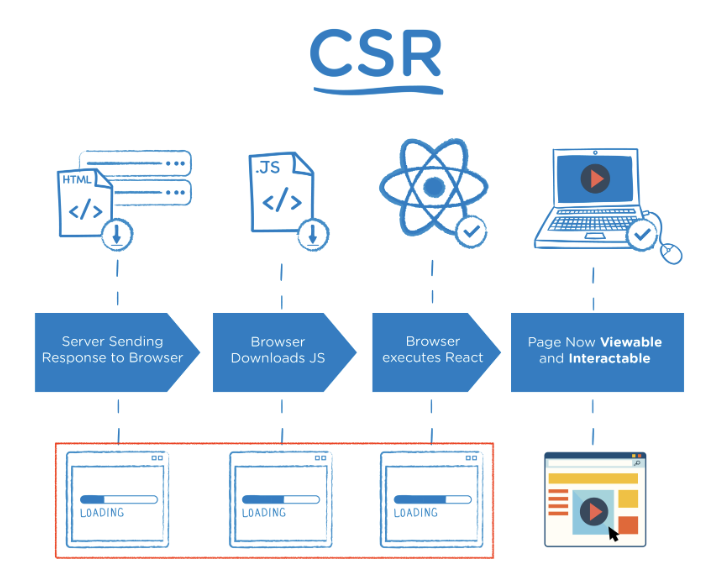 CSR
HTML
</>
.JS
</>
Server Sending
Response to Browser
Browser
Downloads JS
Browser
executes React
Page Now Viewable
and Interactable
LOADING
LOADING
LOADING